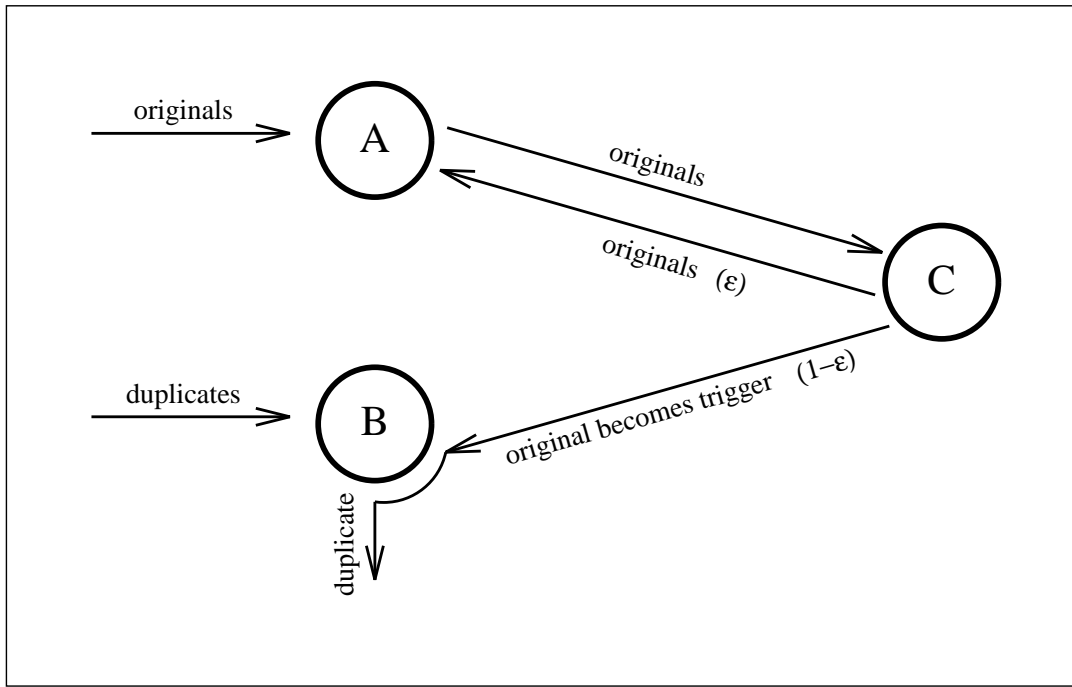 originals
A
originals
originals (ε)
C
duplicates
B
original becomes trigger (1–ε)
duplicate